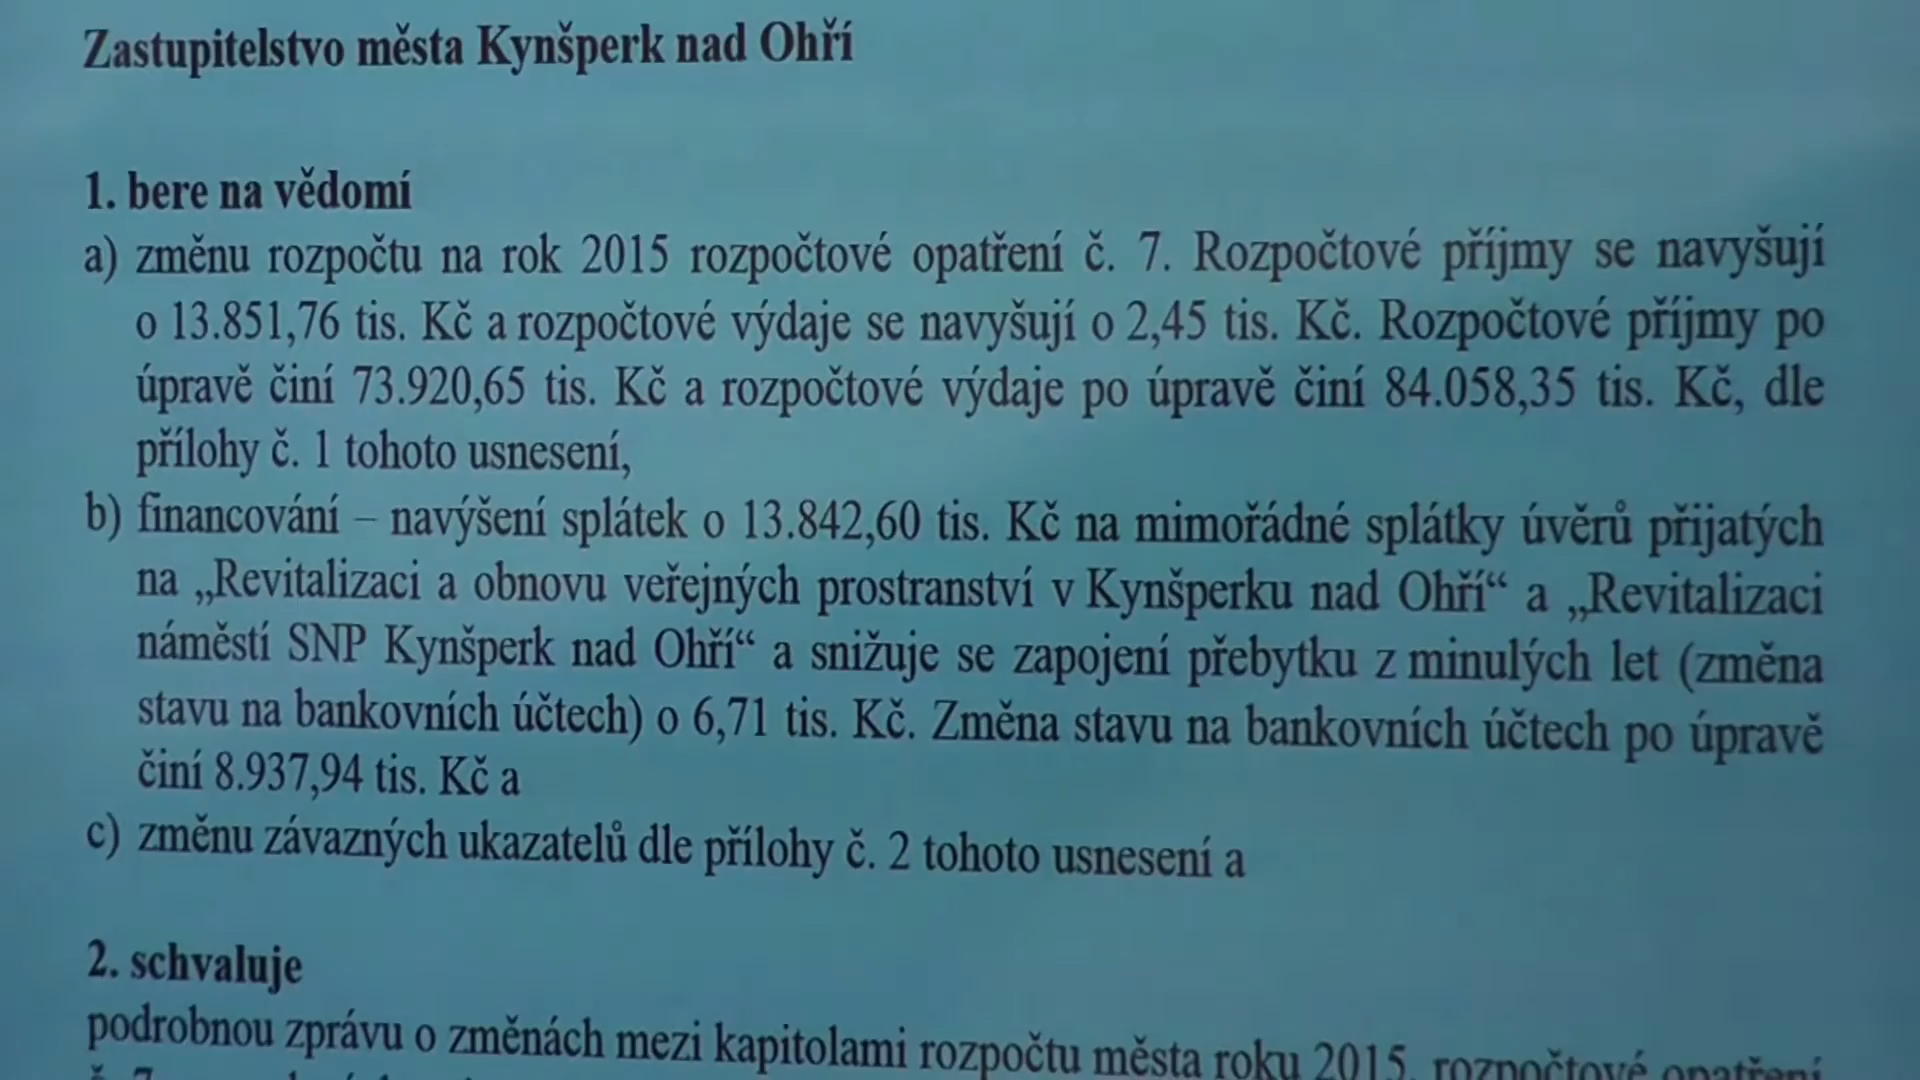 Zastupitelstvo města Kynšperk nad Ohří
1. bere na vědomí
a) změnu rozpočtu na rok 2015 rozpočtové opatření č. 7. Rozpočtové příjmy se navyšují
o 13.851,76 tis. Kč a rozpočtové výdaje se navyšují o 2,45 tis. Kč. Rozpočtové příjmy po
úpravě činí 73.920,65 tis. Kč a rozpočtové výdaje po úpravě činí 84.058,35 tis. Kč, dle
přílohy č. 1 tohoto usnesení,
b) financování – navýšení splátek o 13.842,60 tis. Kč na mimořádné splátky úvěrů přijatých
na „Revitalizaci a obnovu veřejných prostranství v Kynšperku nad Ohří“ a „Revitalizaci
náměstí SNP Kynšperk nad Ohří“ a snižuje se zapojení přebytku z minulých let (změna
stavu na bankovních účtech) o 6,71 tis. Kč. Změna stavu na bankovních účtech po úpravě
činí 8.937,94 tis. Kč a
c) změnu závazných ukazatelů dle přílohy č. 2 tohoto usnesení a
2. schvaluje
podrobnou zprávu o změnách mezi kapitolami rozpočtu města roku 2015, rozpočtové opatření
č. 7